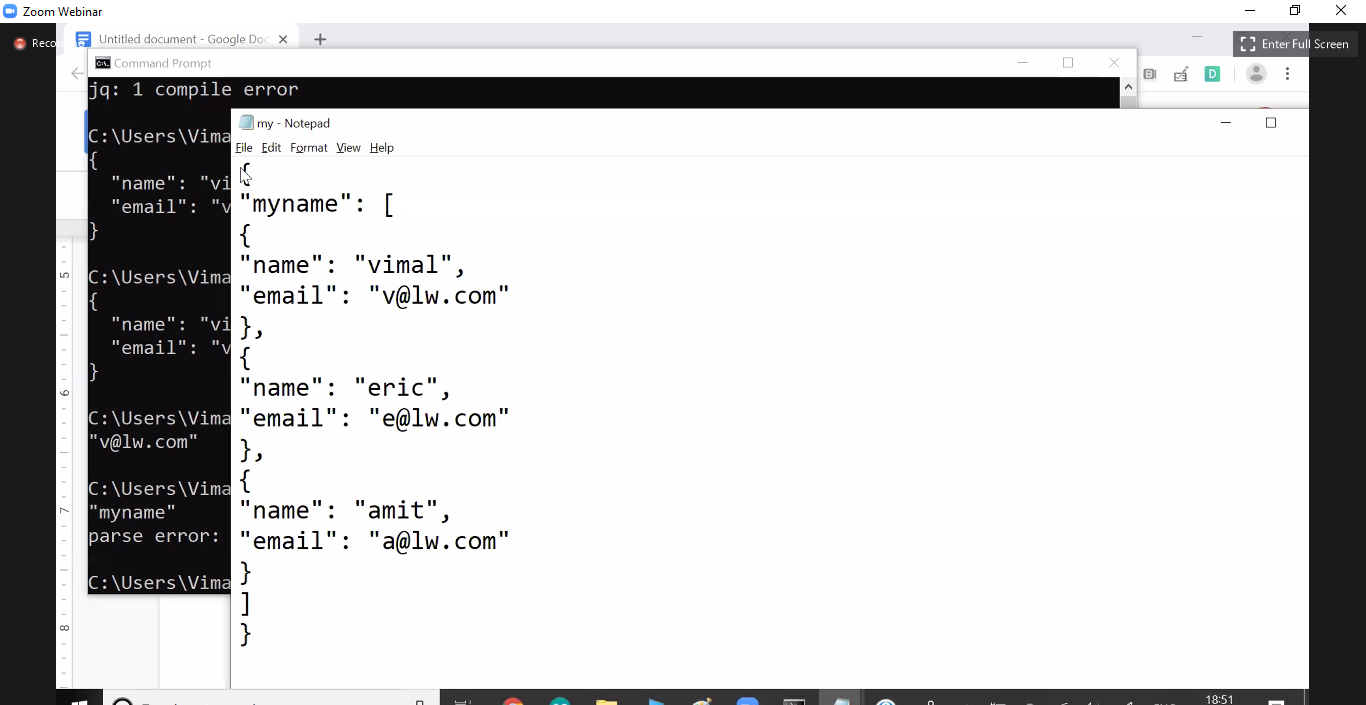 Zoom Webinar
Untitled document - Google Doc
Enter Full Screen
Command Prompt
jq: 1 compile error
C:\Users\Vima
{
"name": "vi
"email": "v
}
C:\Users\Vima
{
"name": "vi
"email": "v
}
C:\Users\Vima
"v@lw.com"
C:\Users\Vima
"myname"
parse error:
C:\Users\Vima
my - Notepad
File Edit Format View Help
{
"myname": [
{
"name": "vimal",
"email": "v@lw.com"
},
{
"name": "eric",
"email": "e@lw.com"
},
{
"name": "amit",
"email": "a@lw.com"
}
]
}
5
6
7
8
18:51